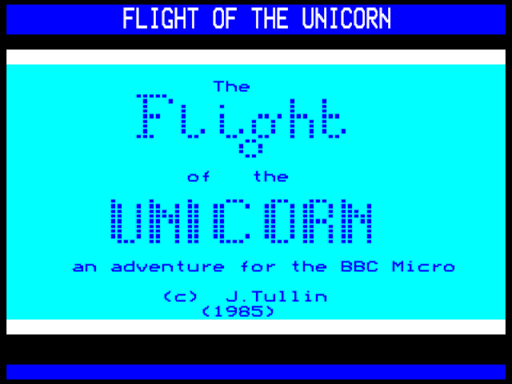 FLIGHT OF THE UNICORN
The
Flight
of the
UNICORN
an adventure for the BBC Micro
(c) J.Tullin
(1985)